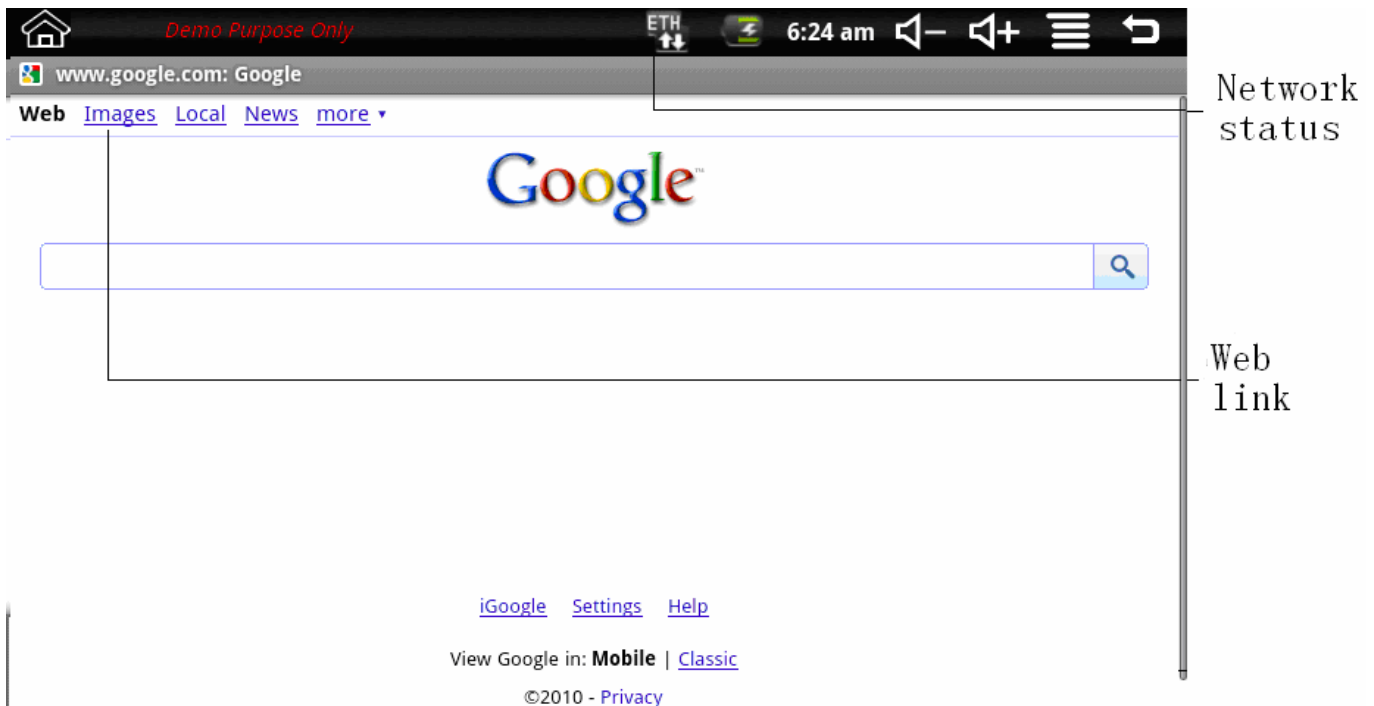 Demo Purpose Only ETH 6:24 am
www.google.com: Google
Web Images Local News more
Network
status
Google™
Web
link
iGoogle Settings Help
View Google in: Mobile | Classic
©2010 - Privacy